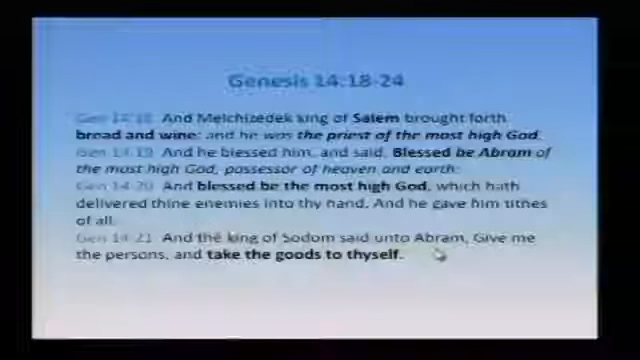 Genesis 14:18-24
Gen 14:18 And Melchizedek king of Salem brought forth
bread and wine: and he was the priest of the most high God.
Gen 14:19 And he blessed him, and said, Blessed be Abram of
the most high God, possessor of heaven and earth:
Gen 14:20 And blessed be the most high God, which hath
delivered thine enemies into thy hand. And he gave him tithes
of all.
Gen 14:21 And the king of Sodom said unto Abram, Give me
the persons, and take the goods to thyself.